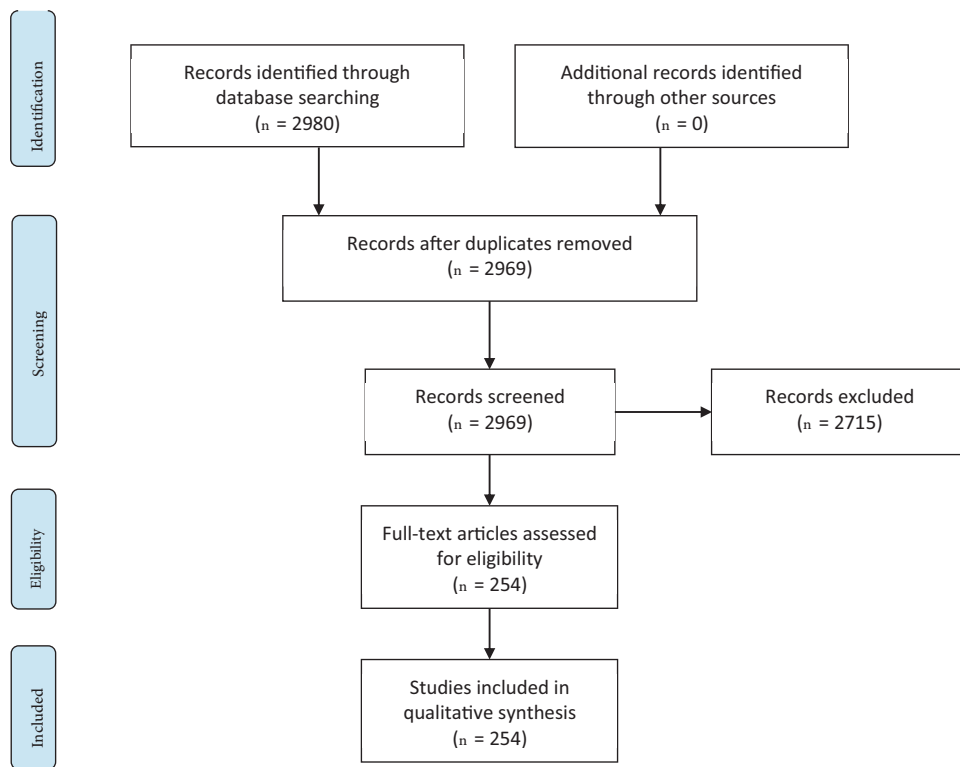 Identification
Records identified through
database searching
(n = 2980)
Additional records identified
through other sources
(n = 0)
Screening
Records after duplicates removed
(n = 2969)
Records screened
(n = 2969)
Records excluded
(n = 2715)
Eligibility
Full-text articles assessed
for eligibility
(n = 254)
Included
Studies included in
qualitative synthesis
(n = 254)